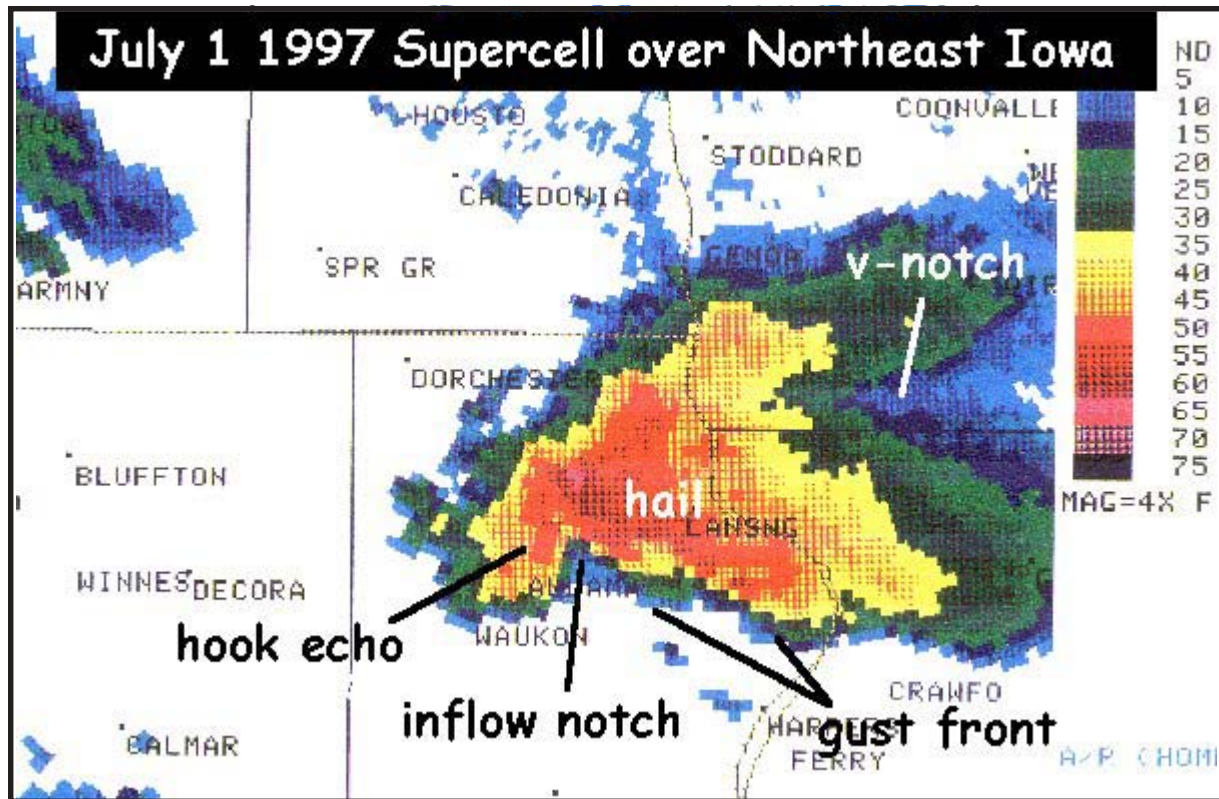 July 1 1997 Supercell over Northeast Iowa
ND
5
10
15
20
25
30
35
40
45
50
55
60
65
70
75
MAG=4X F
HOUSTO
COONVALLE
STODDARD
CALEDONIA
SPR GR
GENOA
v-notch
ARMNY
DORCHESTER
BLUFFTON
hail
LANSNG
WINNES
DECORA
WAUKON
hook echo
inflow notch
gust front
CRAWFO
HARPERS
FERRY
CALMAR
A/R (HOME